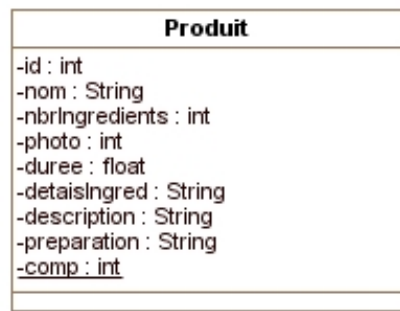 Produit
-id : int
-nom : String
-nbrIngredients : int
-photo : int
-duree : float
-detaisIngred : String
-description : String
-preparation : String
-comp : int